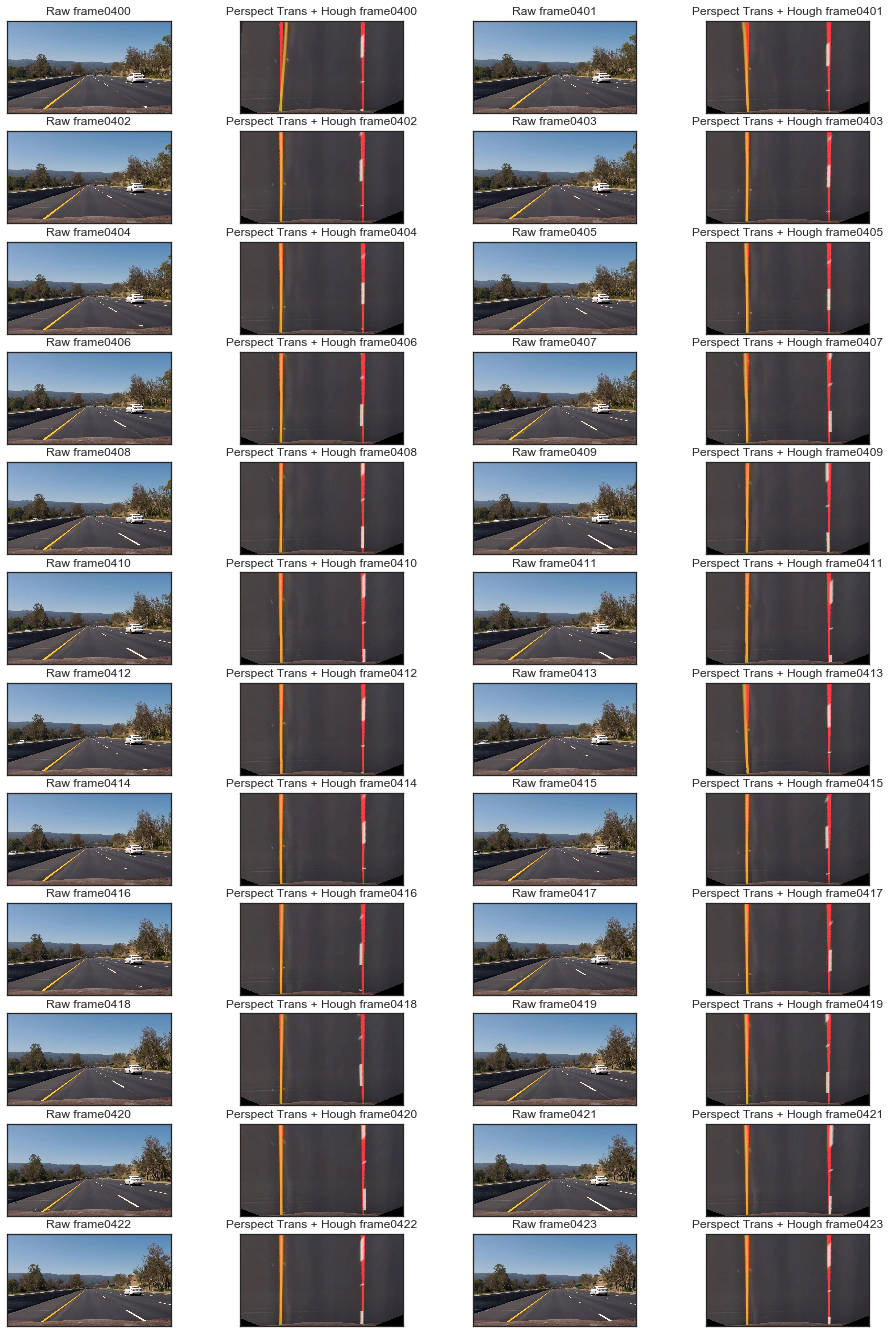 Raw frame0400 Perspect Trans + Hough frame0400 Raw frame0401 Perspect Trans + Hough frame0401
Raw frame0402 Perspect Trans + Hough frame0402 Raw frame0403 Perspect Trans + Hough frame0403
Raw frame0404 Perspect Trans + Hough frame0404 Raw frame0405 Perspect Trans + Hough frame0405
Raw frame0406 Perspect Trans + Hough frame0406 Raw frame0407 Perspect Trans + Hough frame0407
Raw frame0408 Perspect Trans + Hough frame0408 Raw frame0409 Perspect Trans + Hough frame0409
Raw frame0410 Perspect Trans + Hough frame0410 Raw frame0411 Perspect Trans + Hough frame0411
Raw frame0412 Perspect Trans + Hough frame0412 Raw frame0413 Perspect Trans + Hough frame0413
Raw frame0414 Perspect Trans + Hough frame0414 Raw frame0415 Perspect Trans + Hough frame0415
Raw frame0416 Perspect Trans + Hough frame0416 Raw frame0417 Perspect Trans + Hough frame0417
Raw frame0418 Perspect Trans + Hough frame0418 Raw frame0419 Perspect Trans + Hough frame0419
Raw frame0420 Perspect Trans + Hough frame0420 Raw frame0421 Perspect Trans + Hough frame0421
Raw frame0422 Perspect Trans + Hough frame0422 Raw frame0423 Perspect Trans + Hough frame0423